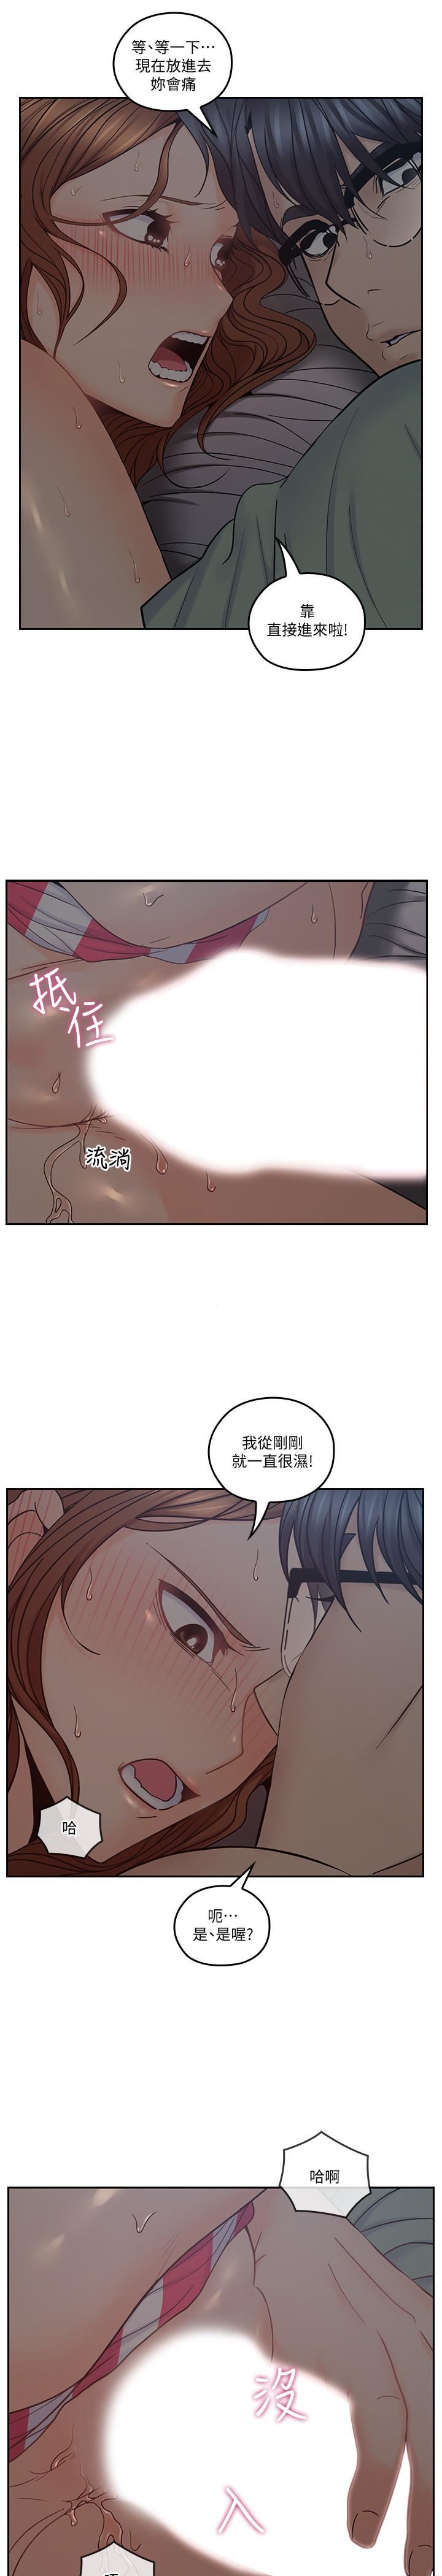 等、等一下⋯
現在放進去
妳會痛
靠
直接進來啦!
抵住
流淌
我從剛剛
就一直很濕!
哈
呃⋯
是、是喔?
哈啊
沒
入